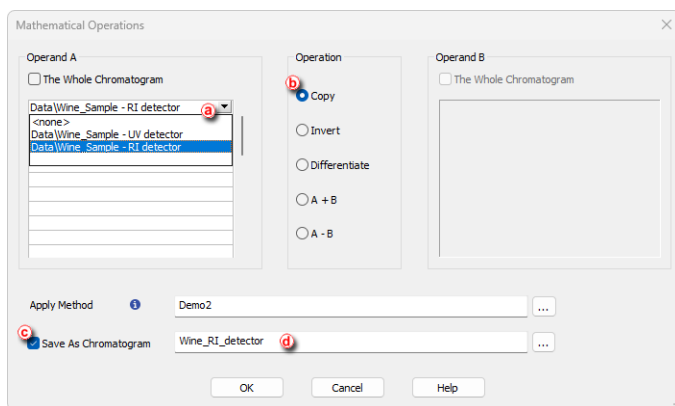 Mathematical Operations
Operand A
The Whole Chromatogram
Data\Wine_Sample - RI detector
a
<none>
Data\Wine_Sample - UV detector
Data\Wine_Sample - RI detector
Operation
b
Copy
Invert
Differentiate
A + B
A - B
Operand B
The Whole Chromatogram
Apply Method
Demo2
...
c
Save As Chromatogram
Wine_RI_detector
d
...
OK
Cancel
Help